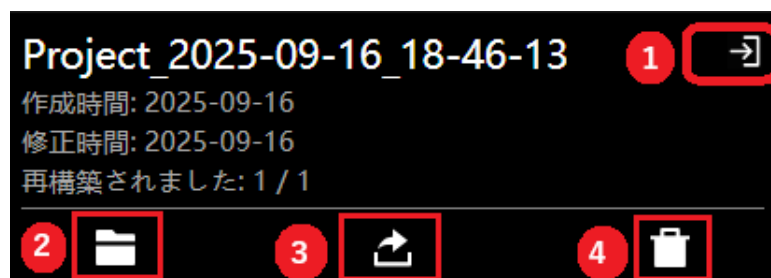 Project_2025-09-16_18-46-13 1
作成時間: 2025-09-16
修正時間: 2025-09-16
再構築されました: 1 / 1
2 3 4